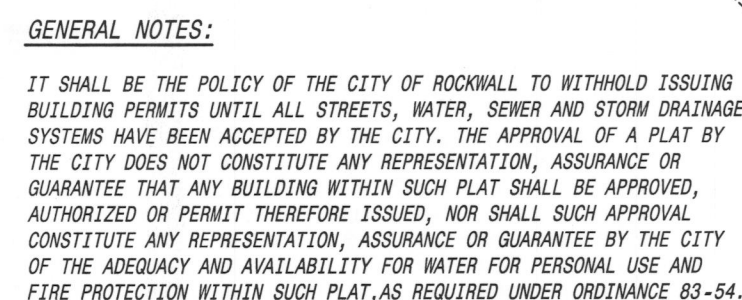 GENERAL NOTES:
IT SHALL BE THE POLICY OF THE CITY OF ROCKWALL TO WITHHOLD ISSUING
BUILDING PERMITS UNTIL ALL STREETS, WATER, SEWER AND STORM DRAINAGE
SYSTEMS HAVE BEEN ACCEPTED BY THE CITY. THE APPROVAL OF A PLAT BY
THE CITY DOES NOT CONSTITUTE ANY REPRESENTATION, ASSURANCE OR
GUARANTEE THAT ANY BUILDING WITHIN SUCH PLAT SHALL BE APPROVED,
AUTHORIZED OR PERMIT THEREFORE ISSUED, NOR SHALL SUCH APPROVAL
CONSTITUTE ANY REPRESENTATION, ASSURANCE OR GUARANTEE BY THE CITY
OF THE ADEQUACY AND AVAILABILITY FOR WATER FOR PERSONAL USE AND
FIRE PROTECTION WITHIN SUCH PLAT,AS REQUIRED UNDER ORDINANCE 83-54.